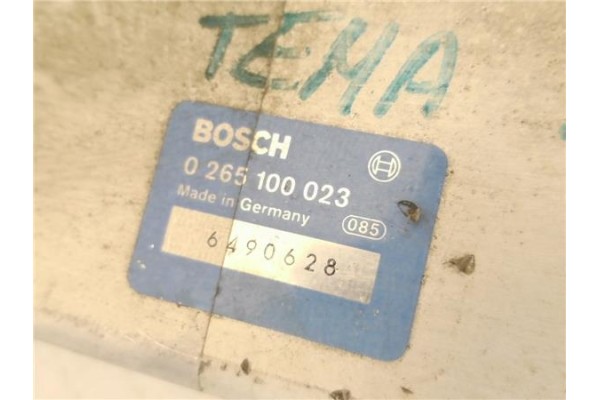 TEMA
BOSCH
0 265 100 023
Made in Germany
085
6490628